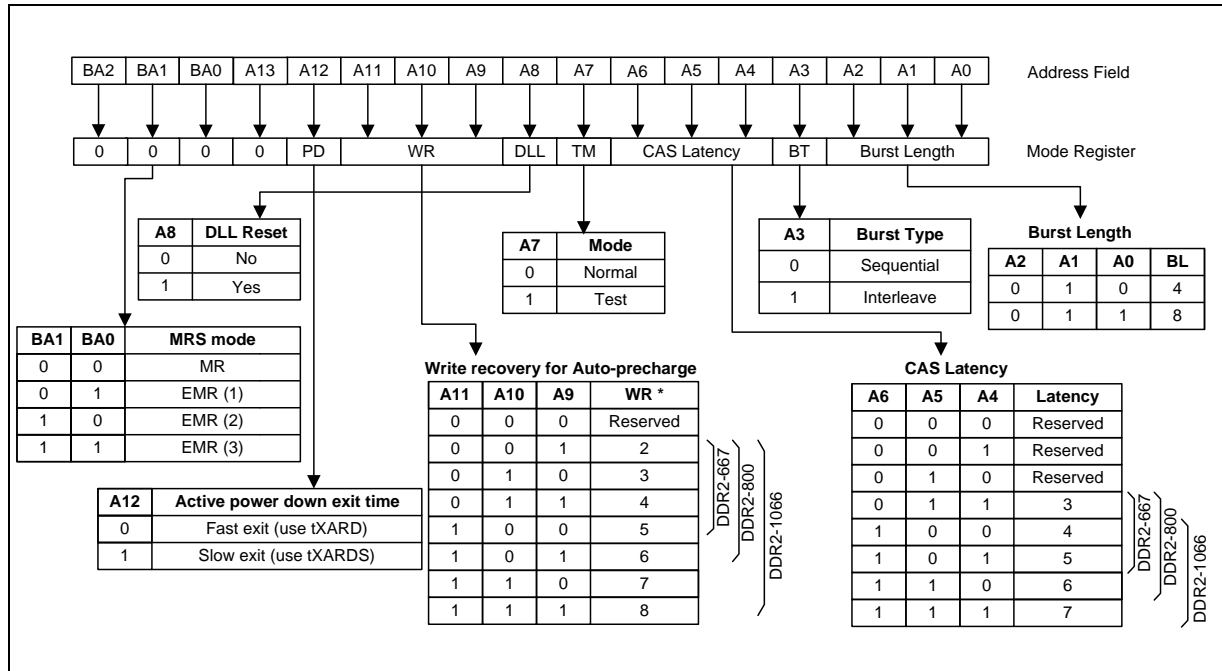 BA2 BA1 BA0 A13 A12 A11 A10 A9 A8 A7 A6 A5 A4 A3 A2 A1 A0 Address Field
0 0 0 0 PD WR DLL TM CAS Latency BT Burst Length Mode Register
A8 DLL Reset
0 No
1 Yes
A7 Mode
0 Normal
1 Test
A3 Burst Type
0 Sequential
1 Interleave
Burst Length
A2 A1 A0 BL
0 1 0 4
0 1 1 8
BA1 BA0 MRS mode
0 0 MR
0 1 EMR (1)
1 0 EMR (2)
1 1 EMR (3)
A12 Active power down exit time
0 Fast exit (use tXARD)
1 Slow exit (use tXARDS)
Write recovery for Auto-precharge
A11 A10 A9 WR *
0 0 0 Reserved
0 0 1 2
0 1 0 3
0 1 1 4
1 0 0 5
1 0 1 6
1 1 0 7
1 1 1 8
DDR2-667
DDR2-800
DDR2-1066
CAS Latency
A6 A5 A4 Latency
0 0 0 Reserved
0 0 1 Reserved
0 1 0 Reserved
0 1 1 3
1 0 0 4
1 0 1 5
1 1 0 6
1 1 1 7
DDR2-667
DDR2-800
DDR2-1066